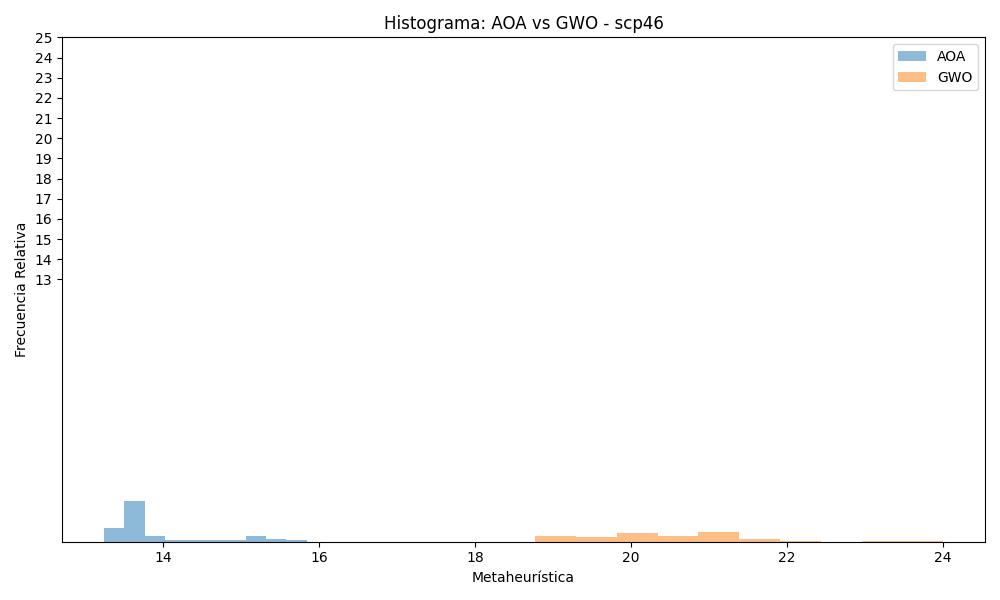 Histograma: AOA vs GWO - scp46
AOA
GWO
25
24
23
22
21
20
19
18
17
16
15
14
13
Frecuencia Relativa
14 16 18 20 22 24
Metaheurística